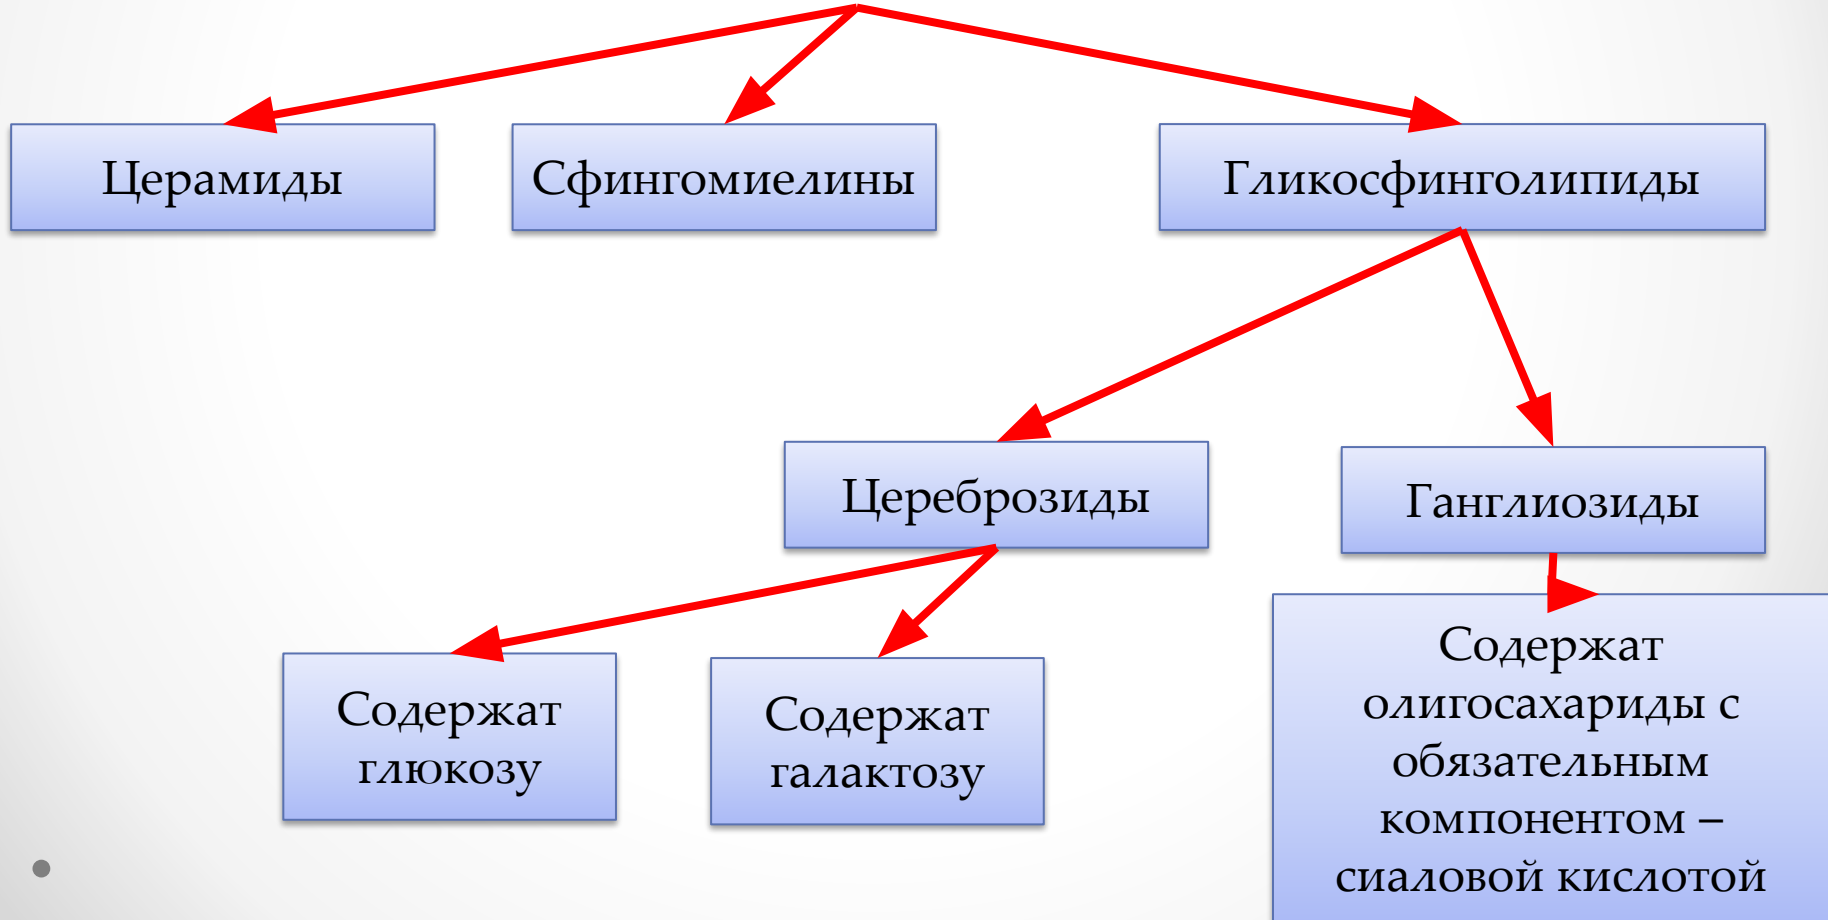 Церамиды
Сфингомиелины
Гликосфинголипиды
Цереброзиды
Ганглиозиды
Содержат
глюкозу
Содержат
галактозу
Содержат
олигосахариды с
обязательным
компонентом –
сиаловой кислотой